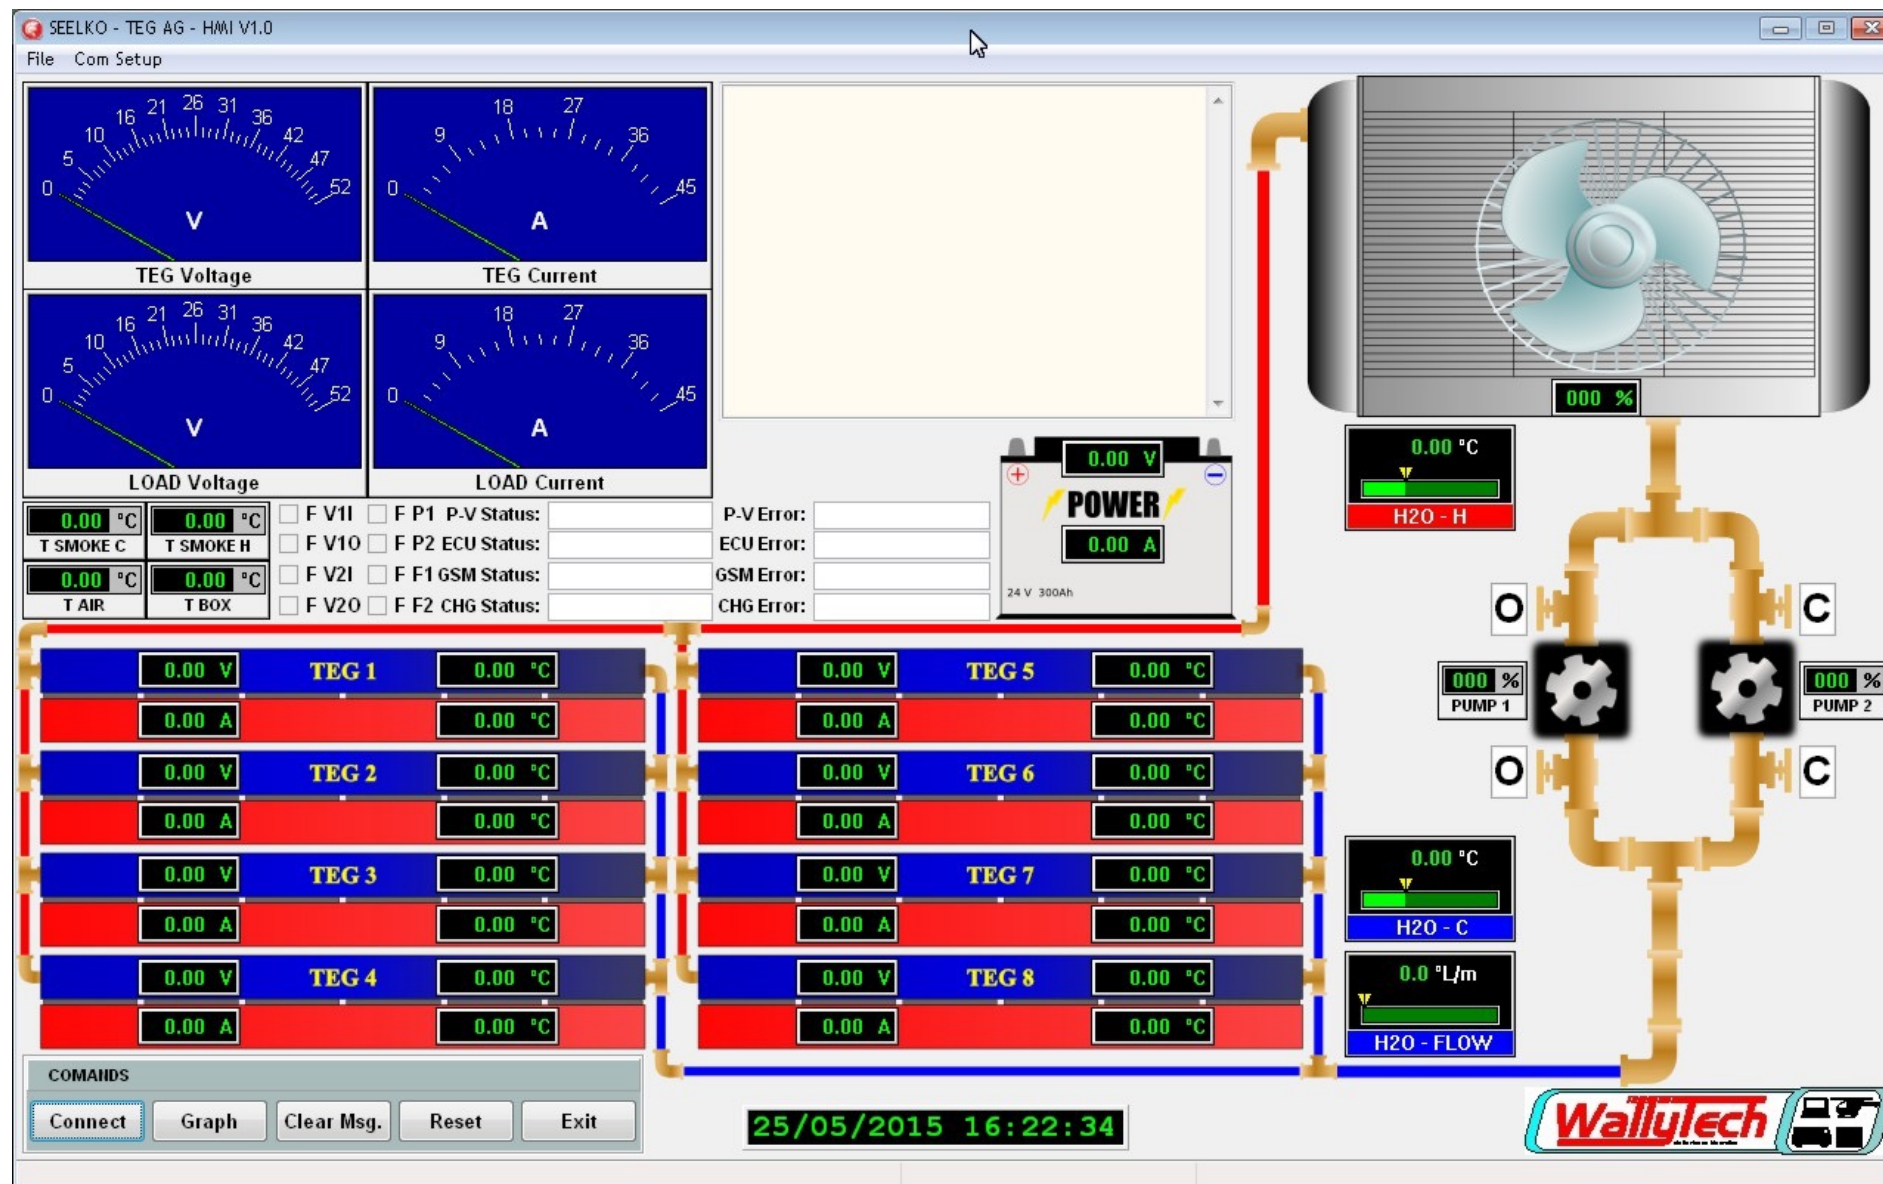 SEELKO - TEG AG - HMI V1.0
File Com Setup
0 5 10 16 21 26 31 36 42 47 52
V
TEG Voltage
0 9 18 27 36 45
A
TEG Current
0 5 10 16 21 26 31 36 42 47 52
V
LOAD Voltage
0 9 18 27 36 45
A
LOAD Current
0.00 °C
T SMOKE C
0.00 °C
T SMOKE H
0.00 °C
T AIR
0.00 °C
T BOX
F V1I F P1 P-V Status: P-V Error:
F V1O F P2 ECU Status: ECU Error:
F V2I F F1 GSM Status: GSM Error:
F V2O F F2 CHG Status: CHG Error:
0.00 V
+ −
POWER
0.00 A
24 V 300Ah
000 %
0.00 °C
H2O - H
O C
000 %
PUMP 1
000 %
PUMP 2
O C
0.00 V TEG 1 0.00 °C
0.00 A 0.00 °C
0.00 V TEG 2 0.00 °C
0.00 A 0.00 °C
0.00 V TEG 3 0.00 °C
0.00 A 0.00 °C
0.00 V TEG 4 0.00 °C
0.00 A 0.00 °C
0.00 V TEG 5 0.00 °C
0.00 A 0.00 °C
0.00 V TEG 6 0.00 °C
0.00 A 0.00 °C
0.00 V TEG 7 0.00 °C
0.00 A 0.00 °C
0.00 V TEG 8 0.00 °C
0.00 A 0.00 °C
0.00 °C
H2O - C
0.0 °L/m
H2O - FLOW
COMANDS
Connect Graph Clear Msg. Reset Exit
25/05/2015 16:22:34
WallyTech